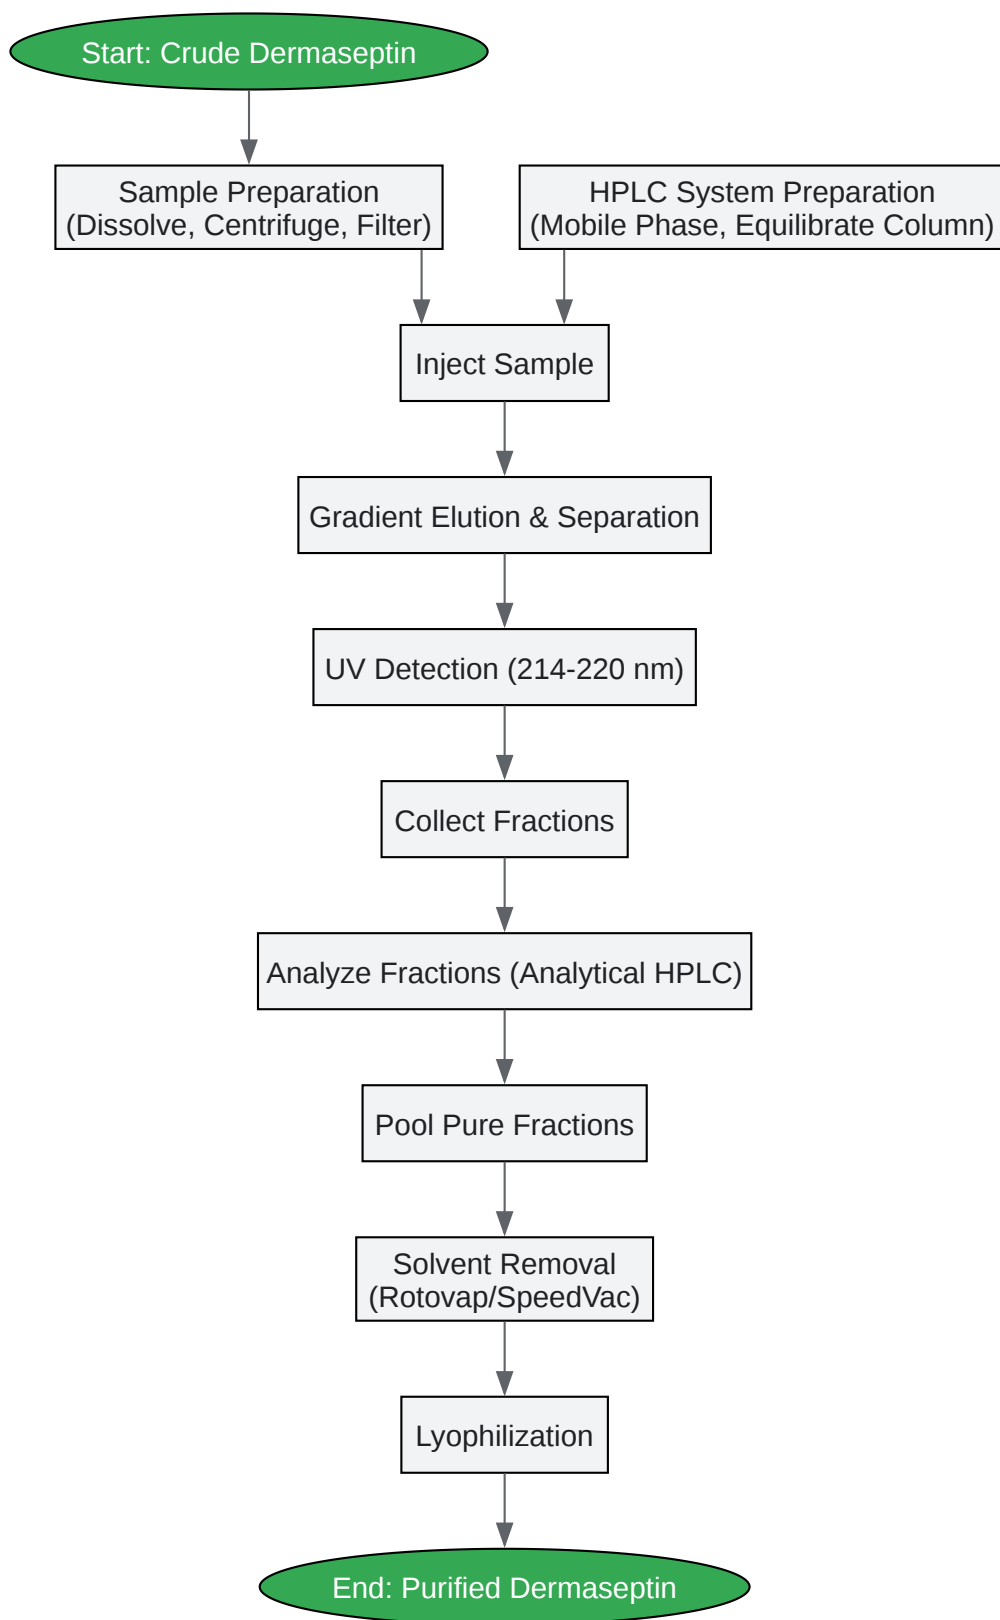 Start: Crude Dermaseptin
Sample Preparation
(Dissolve, Centrifuge, Filter)
HPLC System Preparation
(Mobile Phase, Equilibrate Column)
Inject Sample
Gradient Elution & Separation
UV Detection (214-220 nm)
Collect Fractions
Analyze Fractions (Analytical HPLC)
Pool Pure Fractions
Solvent Removal
(Rotovap/SpeedVac)
Lyophilization
End: Purified Dermaseptin